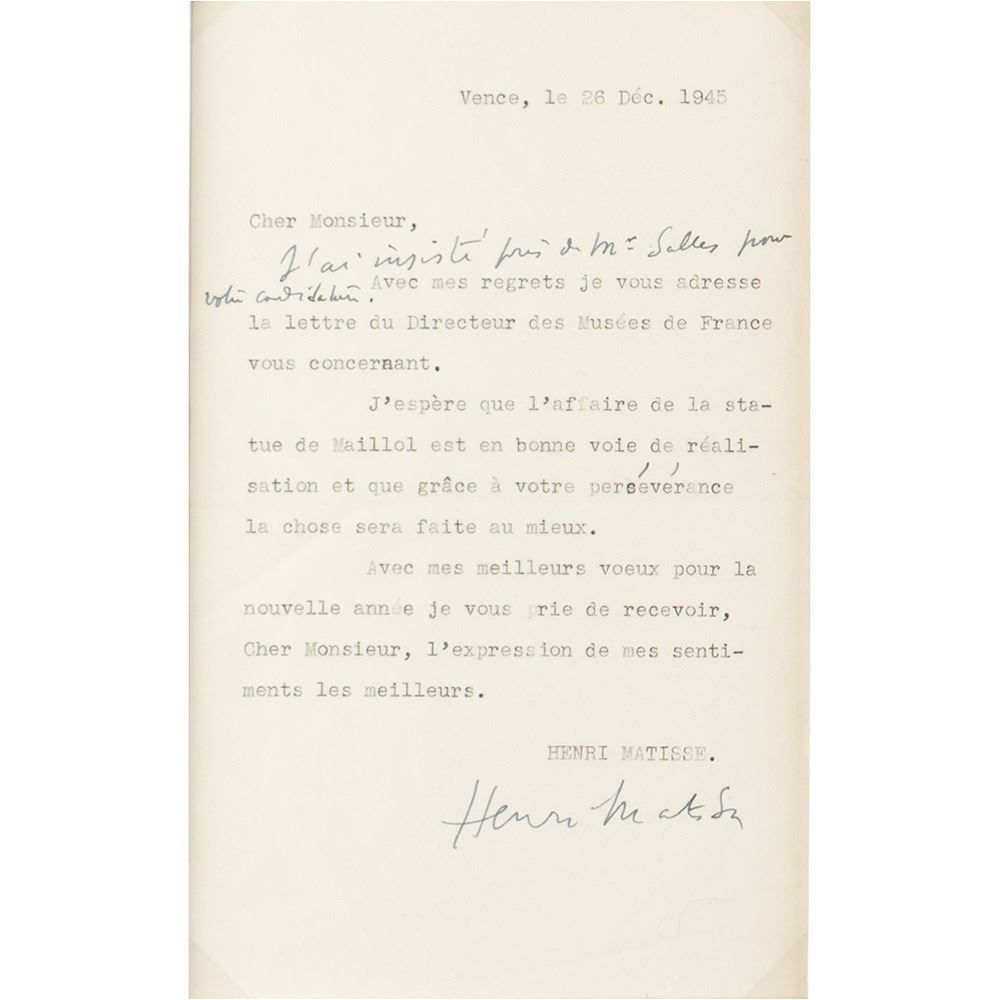 Vence, le 26 Déc. 1945
Cher Monsieur,
J'ai insisté près de Mr Salles pour
votre candidature.
Avec mes regrets je vous adresse
la lettre du Directeur des Musées de France
vous concernant.
J'espère que l'affaire de la sta-
tue de Maillol est en bonne voie de réali-
sation et que grâce à votre persévérance
la chose sera faite au mieux.
Avec mes meilleurs voeux pour la
nouvelle année je vous prie de recevoir,
Cher Monsieur, l'expression de mes senti-
ments les meilleurs.
HENRI MATISSE.
Henri Matisse